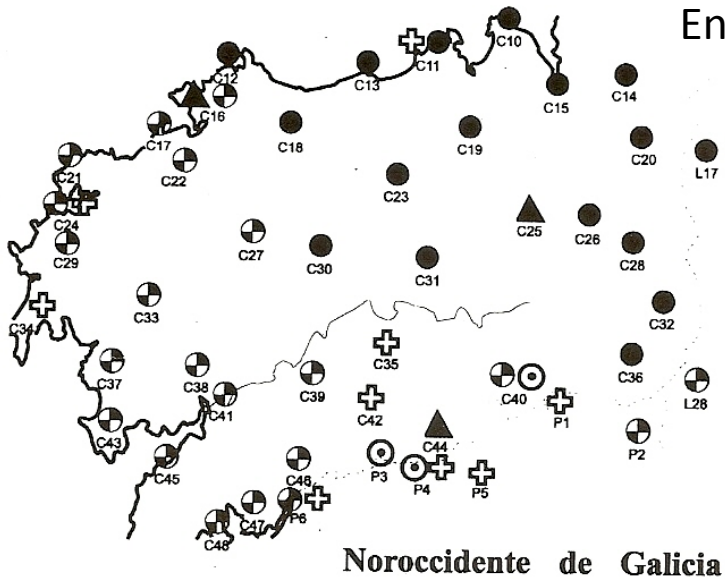 En
C10
C11
C12
C13
C14
C15
C16
C17
C18
C19
C20
L17
C21
C22
C23
C24
C25
C26
C27
C28
C29
C30
C31
C32
C33
C34
C35
C36
C37
C38
C39
C40
L28
C41
C42
P1
C43
C44
P2
C45
C46
P3
P4
P5
C47
P6
C48
Noroccidente de Galicia